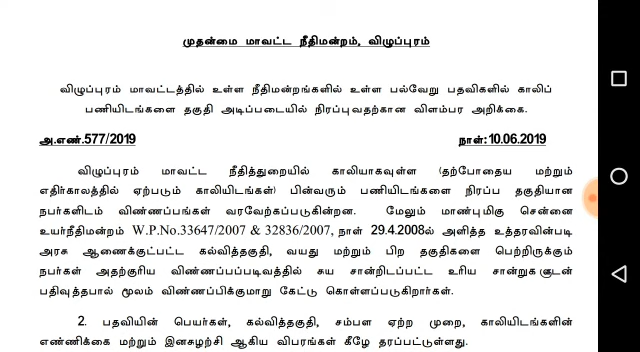 முதன்மை மாவட்ட நீதிமன்றம், விழுப்புரம்
விழுப்புரம் மாவட்டத்தில் உள்ள நீதிமன்றங்களில் உள்ள பல்வேறு பதவிகளில் காலிப்
பணியிடங்களை தகுதி அடிப்படையில் நிரப்புவதற்கான விளம்பர அறிக்கை.
அ.எண்.577/2019 நாள்:10.06.2019
விழுப்புரம் மாவட்ட நீதித்துறையில் காலியாகவுள்ள (தற்போதைய மற்றும்
எதிர்காலத்தில் ஏற்படும் காலியிடங்கள்) பின்வரும் பணியிடங்களை நிரப்ப தகுதியான
நபர்களிடம் விண்ணப்பங்கள் வரவேற்கப்படுகின்றன. மேலும் மாண்புமிகு சென்னை
உயர்நீதிமன்றம் W.P.No.33647/2007 & 32836/2007, நாள் 29.4.2008ல் அளித்த உத்தரவின்படி
அரசு ஆணைக்குட்பட்ட கல்வித்தகுதி, வயது மற்றும் பிற தகுதிகளை பெற்றிருக்கும்
நபர்கள் அதற்குரிய விண்ணப்பப்படிவத்தில் சுய சான்றிடப்பட்ட உரிய சான்றுகளுடன்
பதிவுத்தபால் மூலம் விண்ணப்பிக்குமாறு கேட்டு கொள்ளப்படுகிறார்கள்.
2. பதவியின் பெயர்கள், கல்வித்தகுதி, சம்பள ஏற்ற முறை, காலியிடங்களின்
எண்ணிக்கை மற்றும் இனசுழற்சி ஆகிய விபரங்கள் கீழே தரப்பட்டுள்ளது.